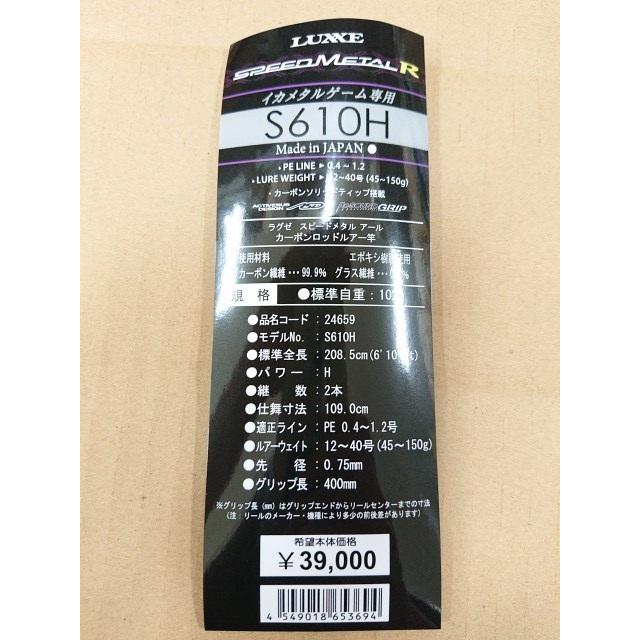 LUXXE
SPEEDMETAL R
イカメタルゲーム専用
S610H
Made in JAPAN ●
・PE LINE ▶ 0.4~1.2
・LURE WEIGHT ▶ 12~40号(45~150g)
・カーボンソリッドティップ搭載
GRIP
ラグゼ スピードメタル アール
カーボンロッドルアー竿
使用材料 エポキシ樹脂使用
カーボン繊維・・・99.9% グラス繊維・・・
規格 ●標準自重:
●品名コード:24659
●モデルNo. :S610H
●標準全長:208.5cm
●パワー:H
●継数:2本
●仕舞寸法:109.0cm
●適正ライン:PE 0.4~1.2号
●ルアーウェイト:12~40号(45~150g)
●先径:0.75mm
●グリップ長:400mm
※グリップ長(mm)はグリップエンドからリールセンターまでの寸法
(注:リールのメーカー・機種により多少の前後差があります)
希望本体価格
¥39,000
4 549018 653694